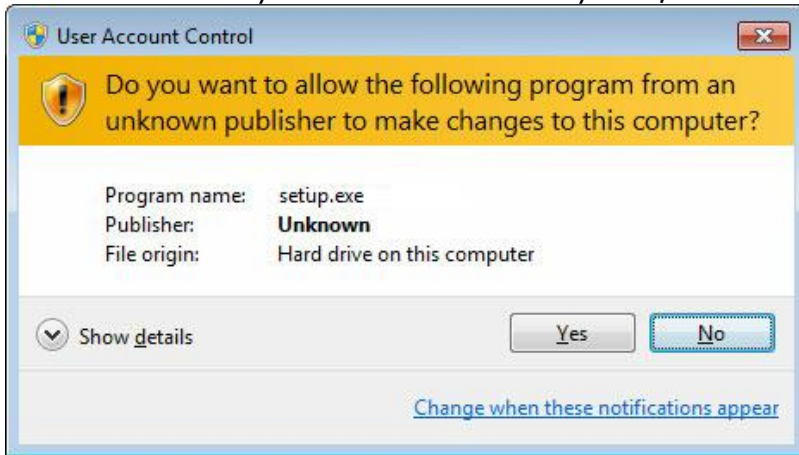 User Account Control
Do you want to allow the following program from an
unknown publisher to make changes to this computer?
Program name: setup.exe
Publisher: Unknown
File origin: Hard drive on this computer
Show details
Yes
No
Change when these notifications appear